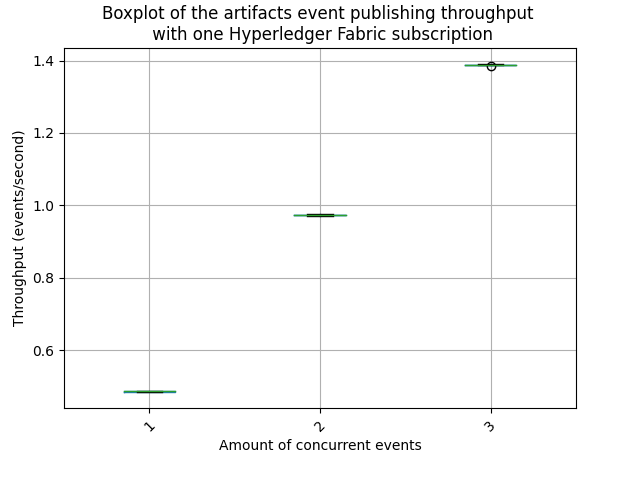 Boxplot of the artifacts event publishing throughput
with one Hyperledger Fabric subscription
1.4
1.2
1.0
0.8
0.6
Throughput (events/second)
1
2
3
Amount of concurrent events